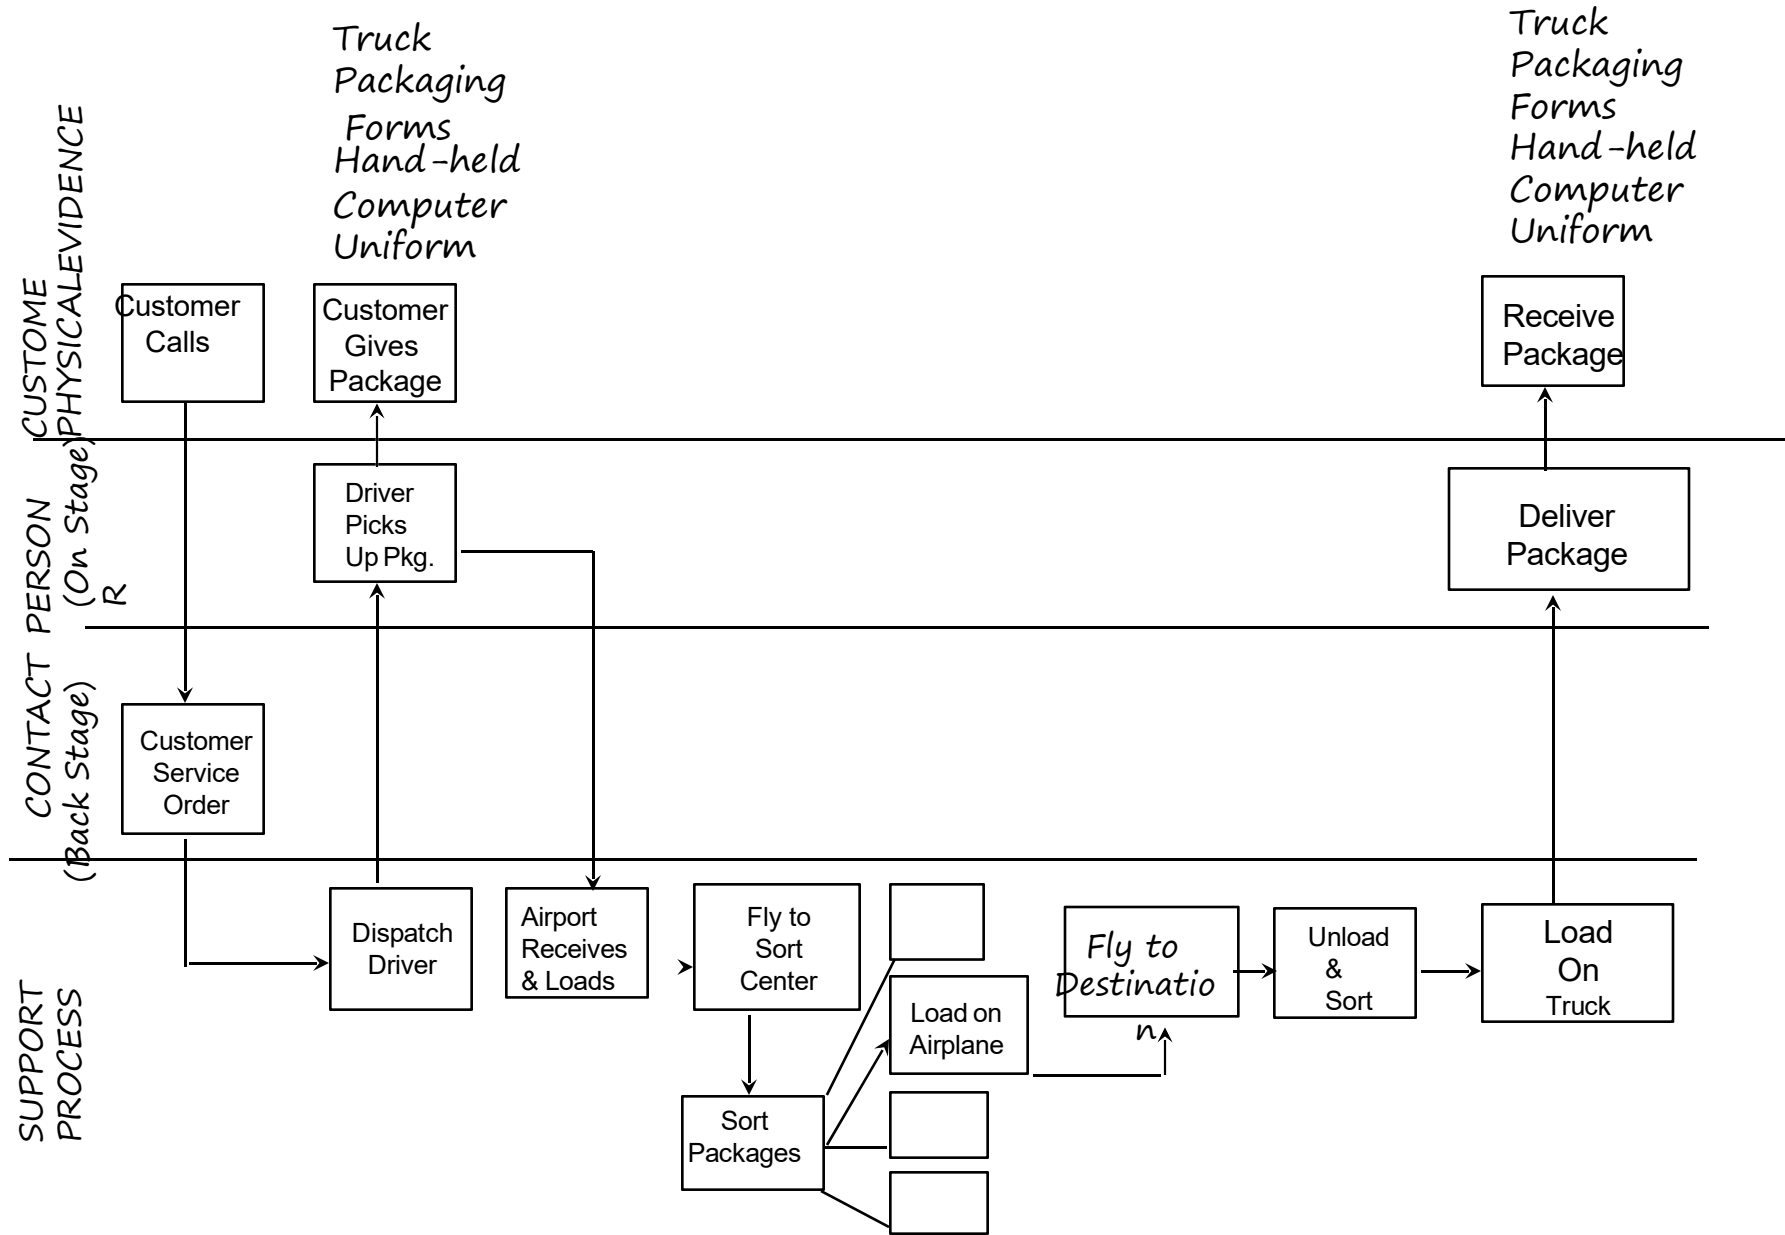 Truck
Packaging
Forms
Hand-held
Computer
Uniform
Truck
Packaging
Forms
Hand-held
Computer
Uniform
PHYSICALEVIDENCE
CUSTOME
R
Customer
Calls
Customer
Gives
Package
Receive
Package
CONTACT PERSON
(On Stage)
Driver
Picks
Up Pkg.
Deliver
Package
(Back Stage)
Customer
Service
Order
SUPPORT
PROCESS
Dispatch
Driver
Airport
Receives
& Loads
Fly to
Sort
Center
Sort
Packages
Load on
Airplane
Fly to
Destinatio
n
Unload
&
Sort
Load
On
Truck